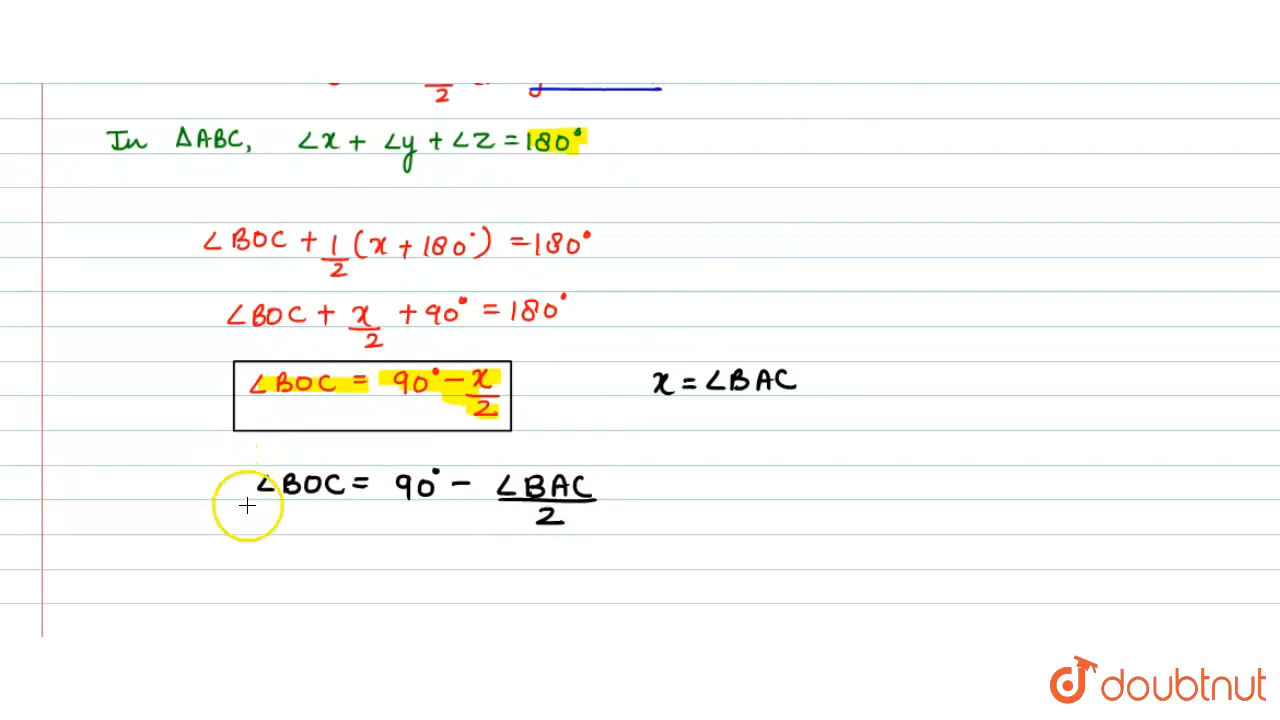 In ΔABC, ∠x + ∠y + ∠z = 180°
∠BOC + 1/2 (x + 180°) = 180°
∠BOC + x/2 + 90° = 180°
∠BOC = 90° - x/2
x = ∠BAC
∠BOC = 90° - ∠BAC/2
doubtnut